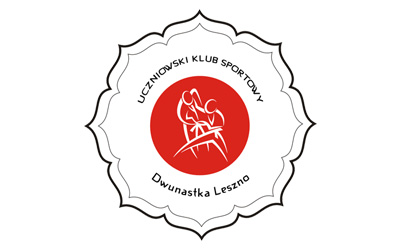 UCZNIOWSKI KLUB SPORTOWY
Dwunastka Leszno